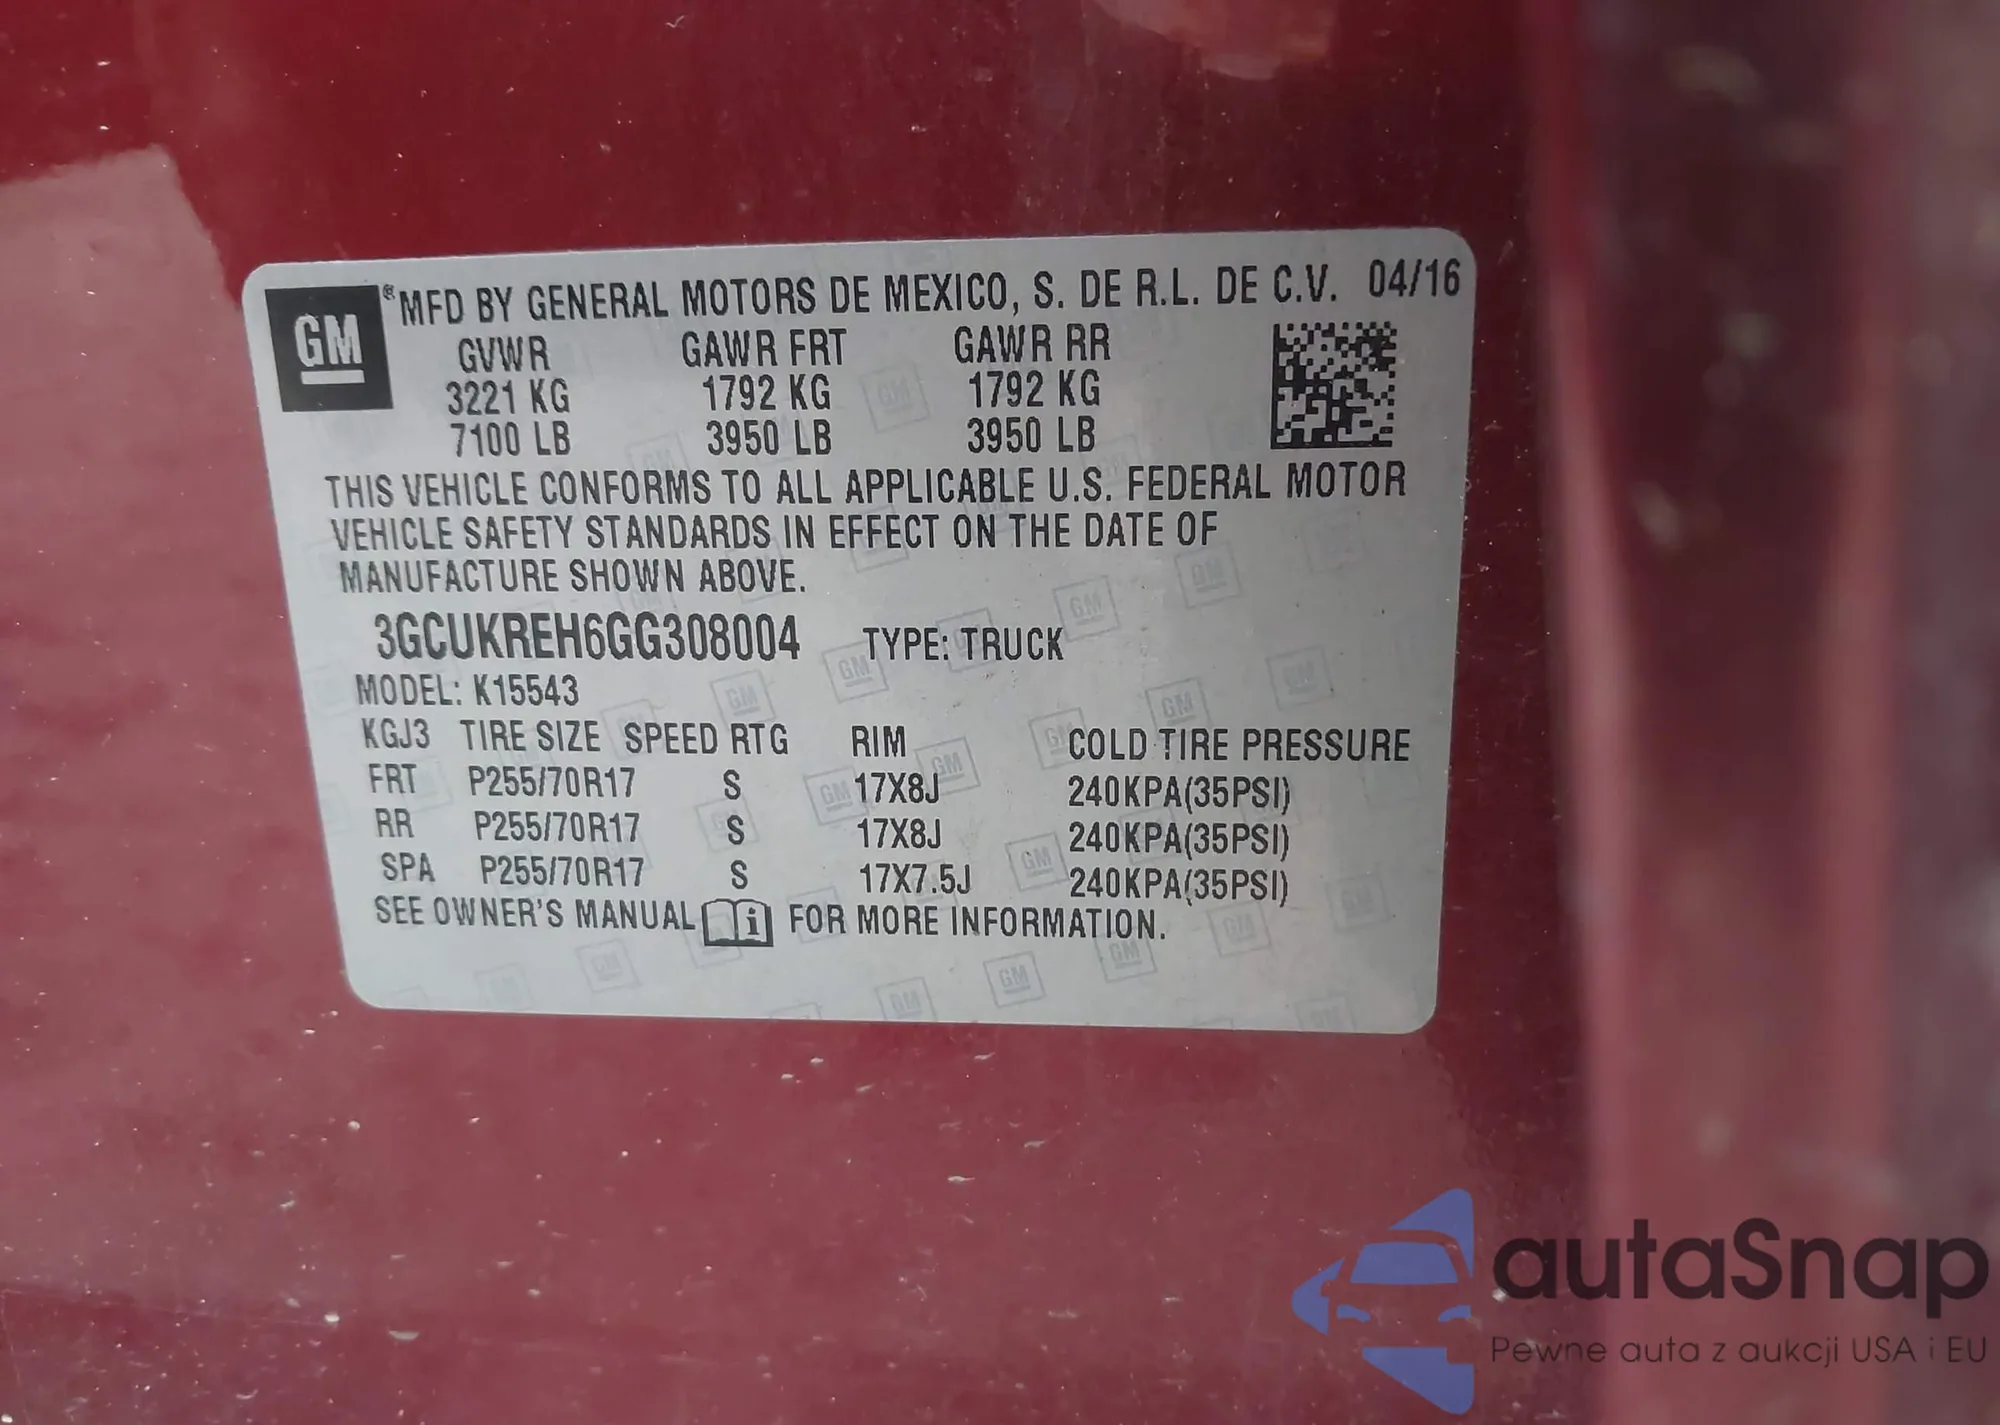 GM ® MFD BY GENERAL MOTORS DE MEXICO, S. DE R.L. DE C.V. 04/16
GVWR GAWR FRT GAWR RR
3221 KG 1792 KG 1792 KG
7100 LB 3950 LB 3950 LB
THIS VEHICLE CONFORMS TO ALL APPLICABLE U.S. FEDERAL MOTOR
VEHICLE SAFETY STANDARDS IN EFFECT ON THE DATE OF
MANUFACTURE SHOWN ABOVE.
3GCUKREH6GG308004 TYPE: TRUCK
MODEL: K15543
KGJ3 TIRE SIZE SPEED RTG RIM COLD TIRE PRESSURE
FRT P255/70R17 S 17X8J 240KPA(35PSI)
RR P255/70R17 S 17X8J 240KPA(35PSI)
SPA P255/70R17 S 17X7.5J 240KPA(35PSI)
SEE OWNER'S MANUAL i FOR MORE INFORMATION.
autaSnap
Pewne auta z aukcji USA i EU